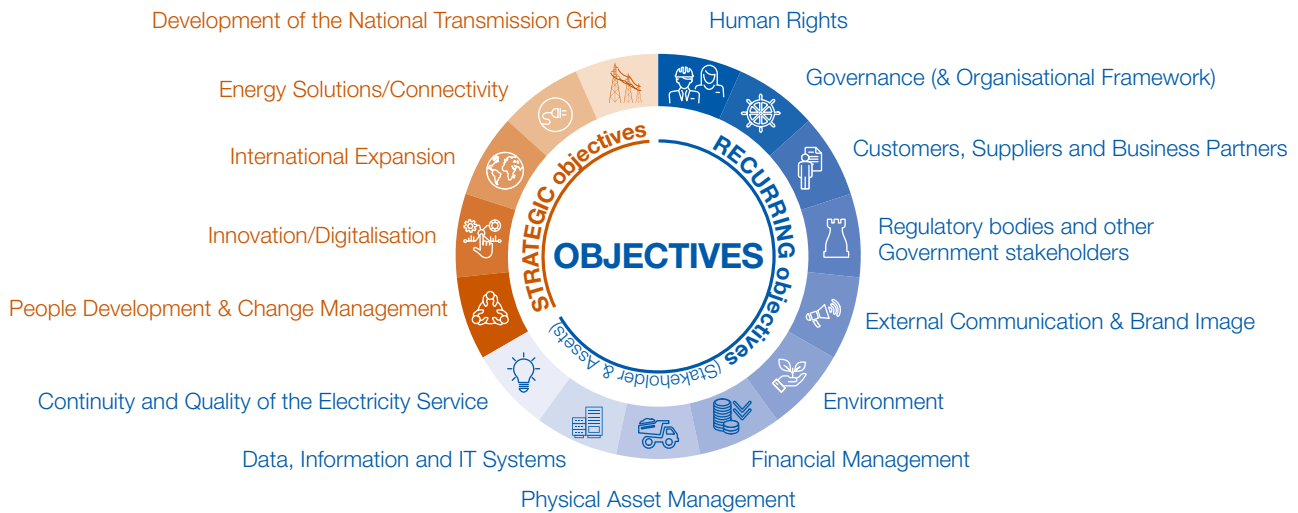 Development of the National Transmission Grid
Human Rights
Energy Solutions/Connectivity
Governance (& Organisational Framework)
International Expansion
Customers, Suppliers and Business Partners
Innovation/Digitalisation
Regulatory bodies and other
Government stakeholders
People Development & Change Management
External Communication & Brand Image
Continuity and Quality of the Electricity Service
Environment
Data, Information and IT Systems
Financial Management
Physical Asset Management
STRATEGIC objectives
RECURRING objectives (Stakeholder & Assets)
OBJECTIVES